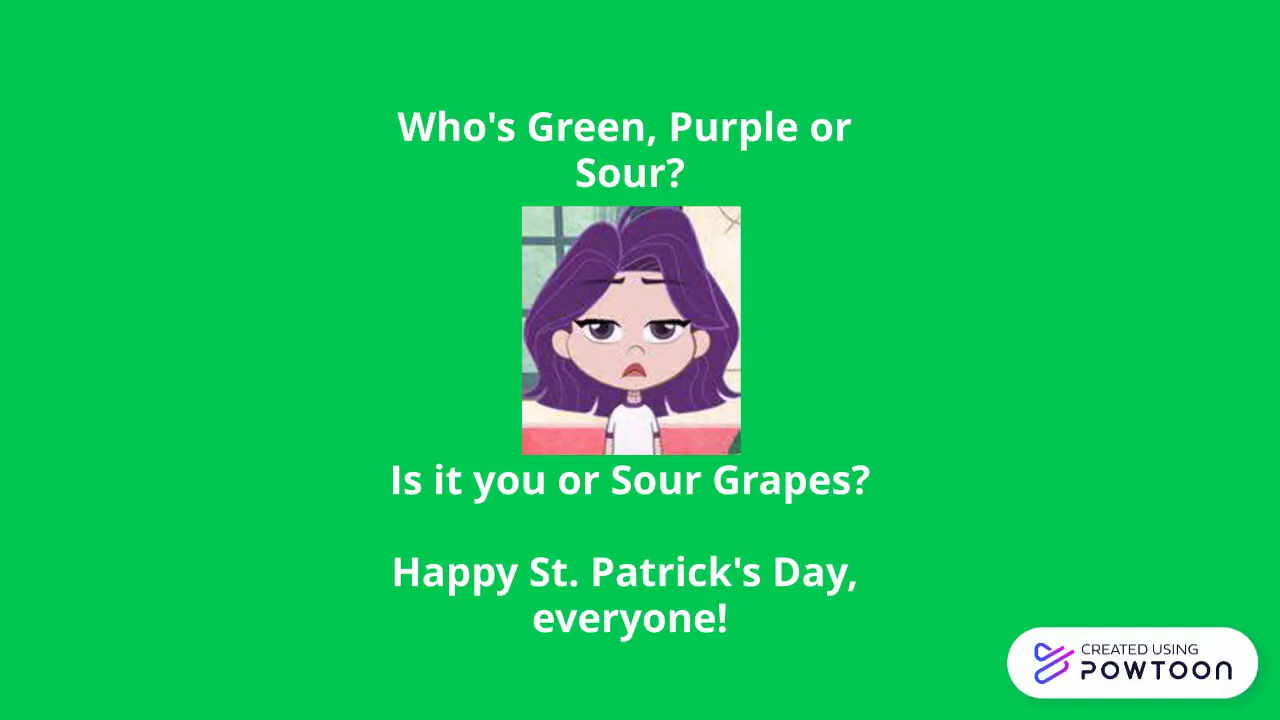 Who's Green, Purple or
Sour?
Is it you or Sour Grapes?
Happy St. Patrick's Day,
everyone!
CREATED USING
POWTOON